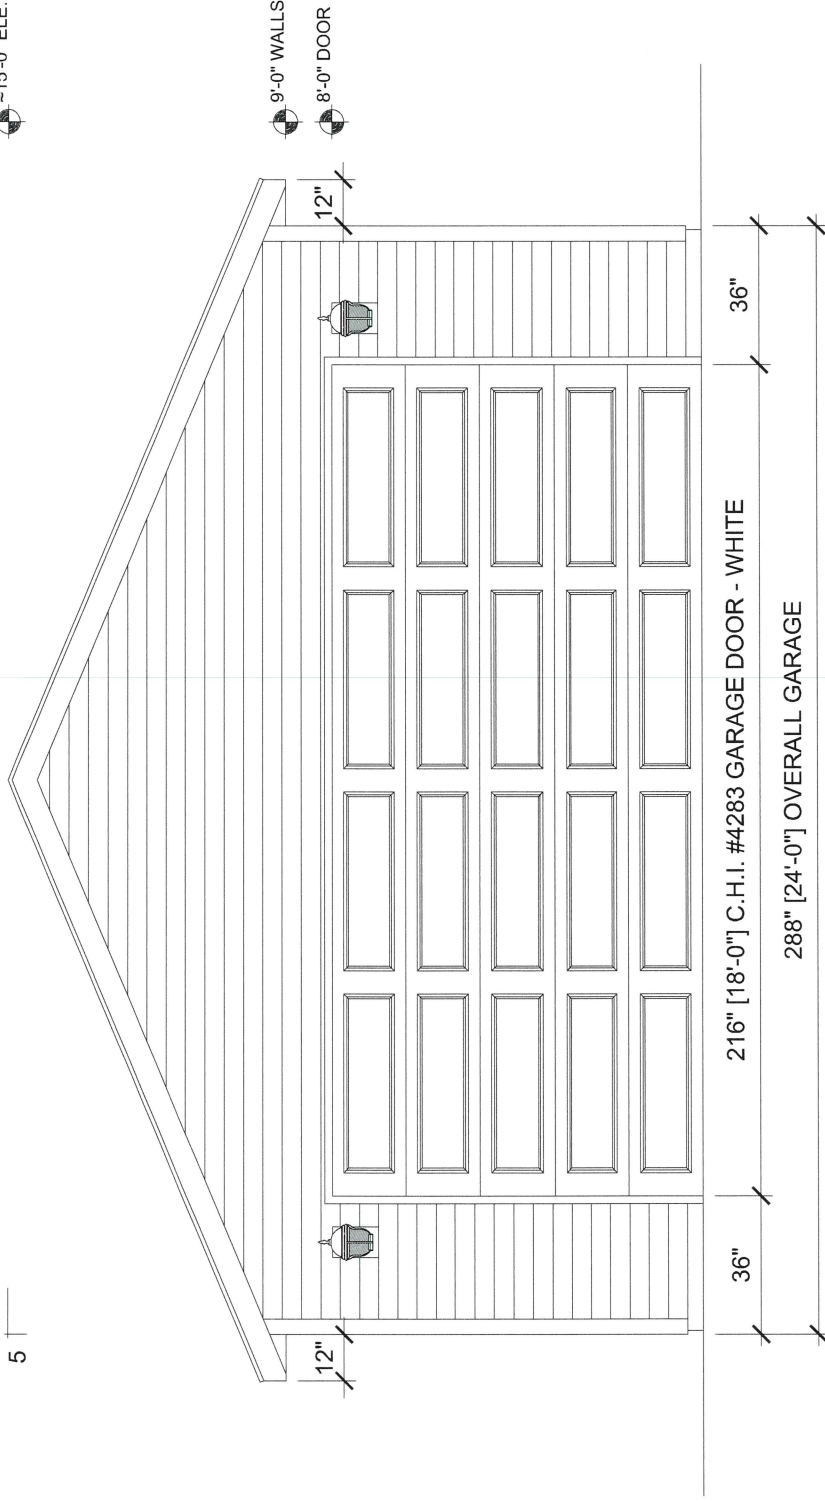 ~15'-0" ELE.
9'-0" WALLS
8'-0" DOOR
5
12"
12"
36"
216" [18'-0"] C.H.I. #4283 GARAGE DOOR - WHITE
36"
288" [24'-0"] OVERALL GARAGE